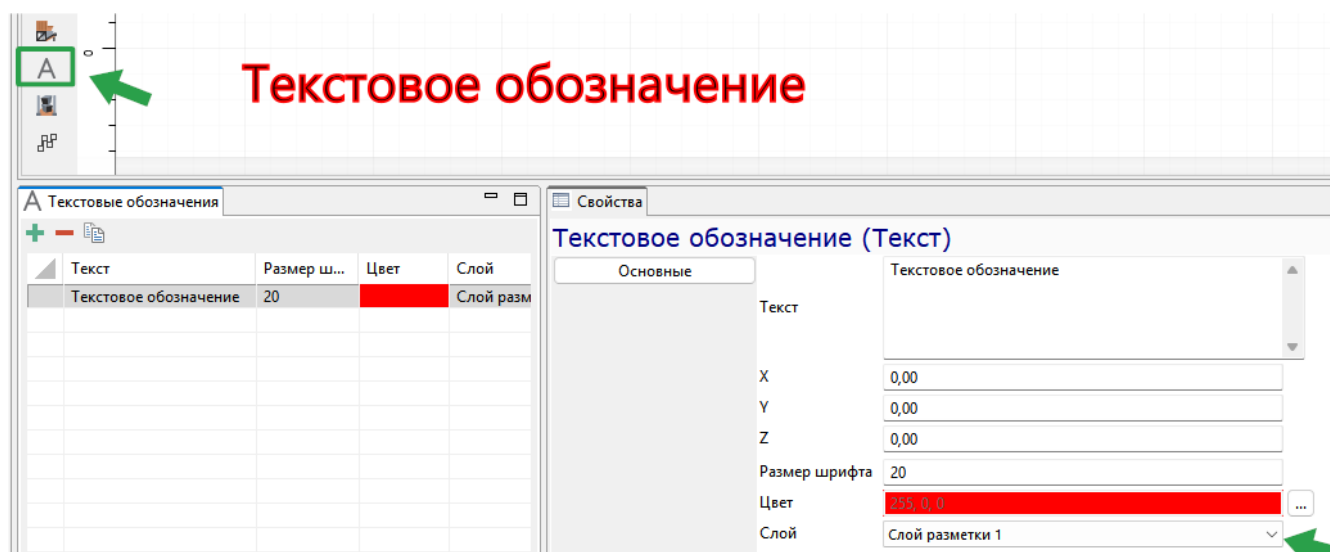 A
0
Текстовое обозначение
Текстовые обозначения
Свойства
Текстовое обозначение (Текст)
Текст Размер ш... Цвет Слой
Текстовое обозначение 20 Слой разм
Основные
Текст Текстовое обозначение
X 0,00
Y 0,00
Z 0,00
Размер шрифта 20
Цвет 255, 0, 0 ...
Слой Слой разметки 1